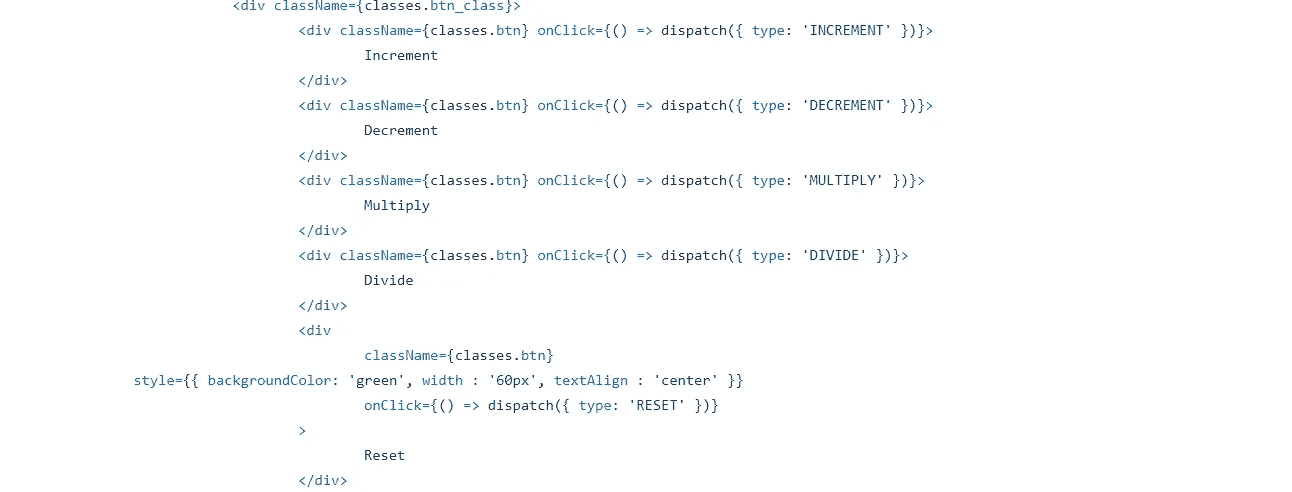 <div className={classes.btn_class}>
<div className={classes.btn} onClick={() => dispatch({ type: 'INCREMENT' })}>
Increment
</div>
<div className={classes.btn} onClick={() => dispatch({ type: 'DECREMENT' })}>
Decrement
</div>
<div className={classes.btn} onClick={() => dispatch({ type: 'MULTIPLY' })}>
Multiply
</div>
<div className={classes.btn} onClick={() => dispatch({ type: 'DIVIDE' })}>
Divide
</div>
<div
className={classes.btn}
style={{ backgroundColor: 'green', width : '60px', textAlign : 'center' }}
onClick={() => dispatch({ type: 'RESET' })}
>
Reset
</div>